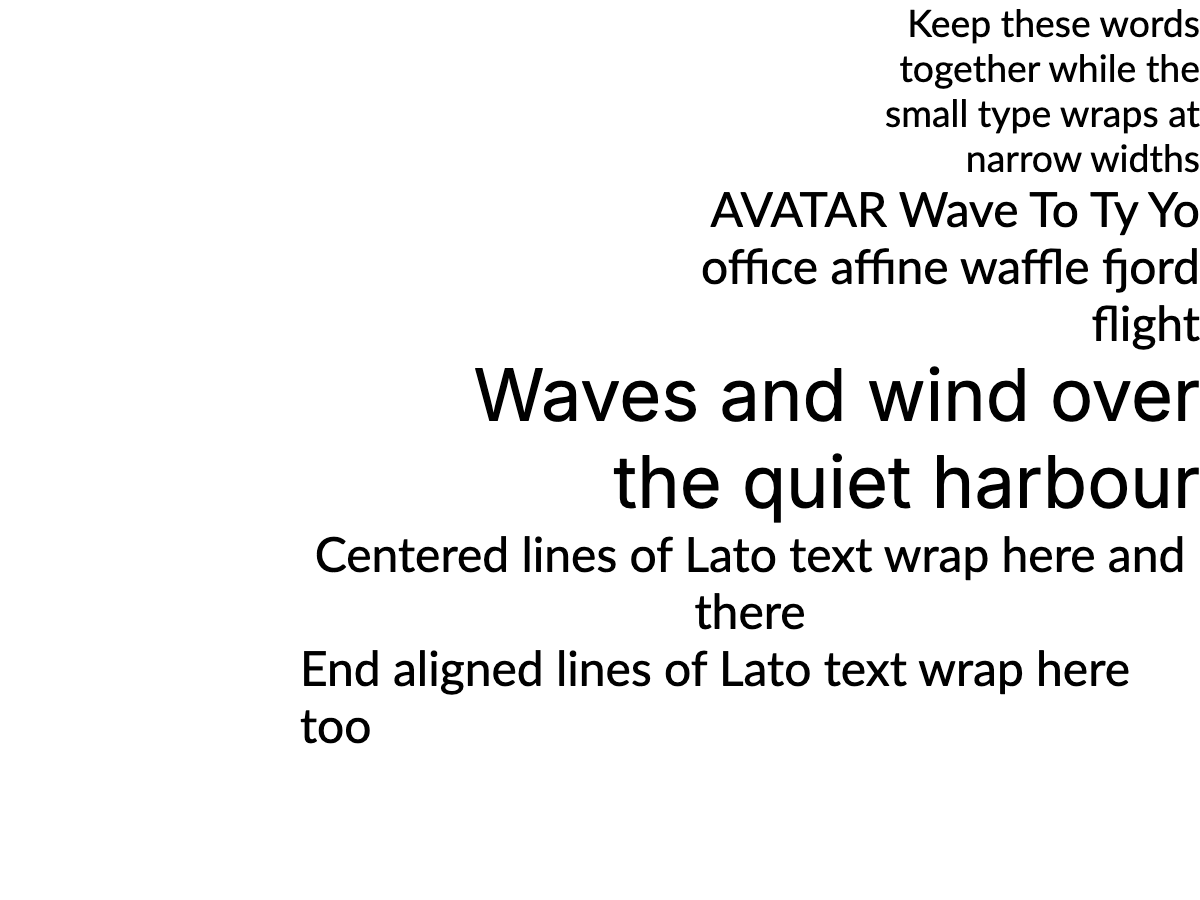 Keep these words
together while the
small type wraps at
narrow widths
AVATAR Wave To Ty Yo
office affine waffle fjord
flight
Waves and wind over
the quiet harbour
Centered lines of Lato text wrap here and
there
End aligned lines of Lato text wrap here
too